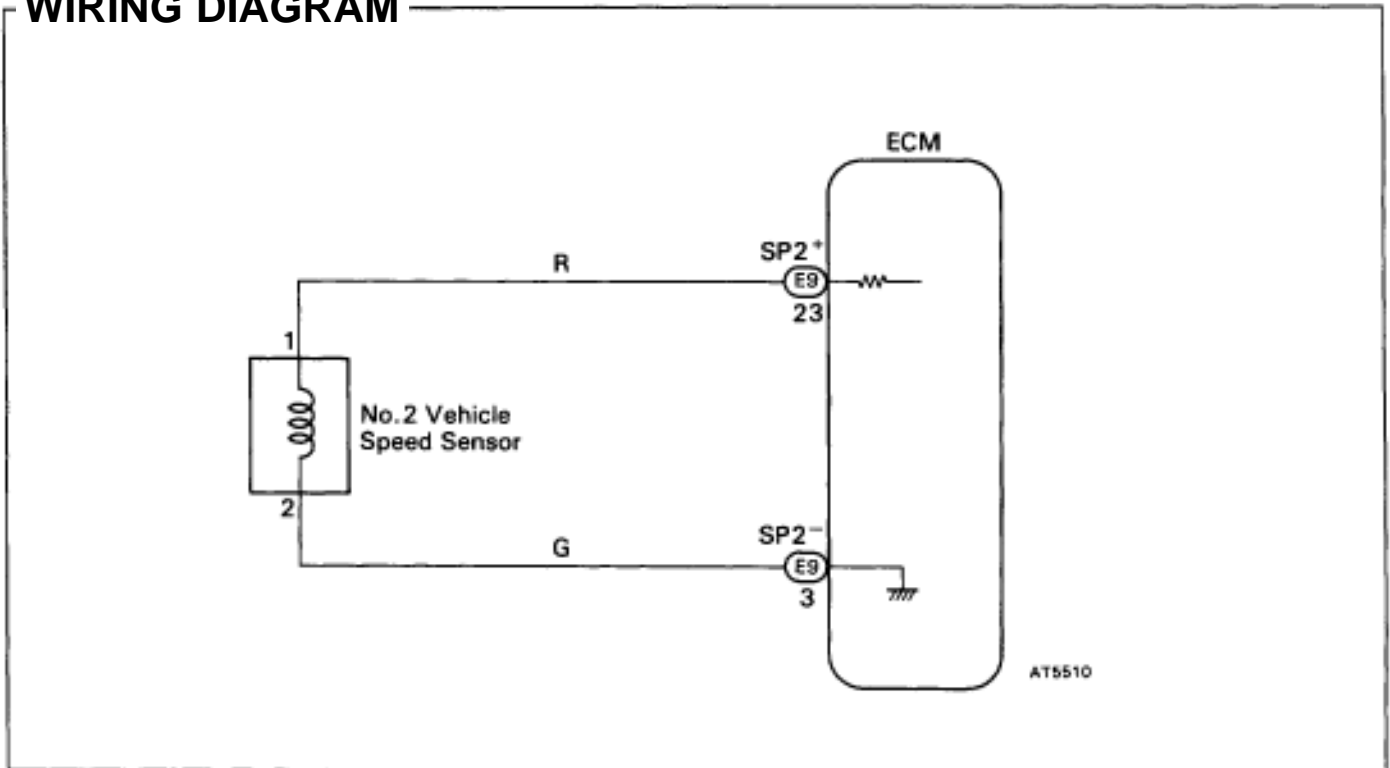 WIRING DIAGRAM
ECM
SP2+
R
E9
23
1
No.2 Vehicle
Speed Sensor
2
SP2−
G
E9
3
AT5510